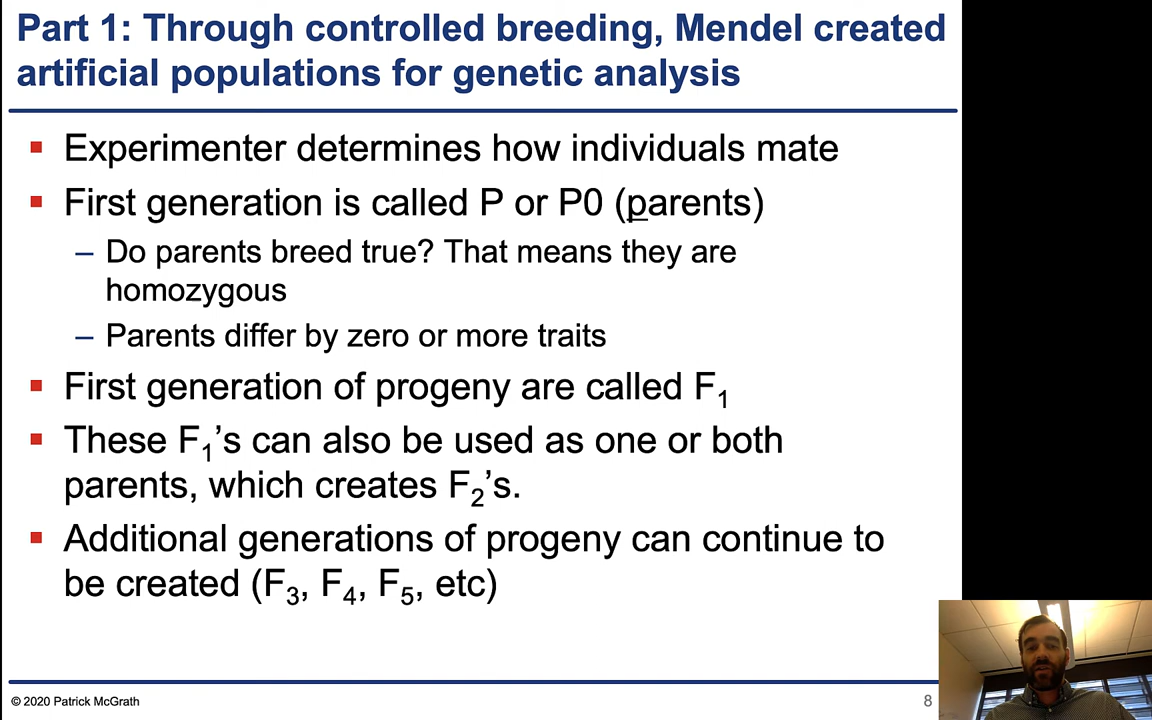 Part 1: Through controlled breeding, Mendel created
artificial populations for genetic analysis
▪ Experimenter determines how individuals mate
▪ First generation is called P or P0 (parents)
– Do parents breed true? That means they are
homozygous
– Parents differ by zero or more traits
▪ First generation of progeny are called F₁
▪ These F₁’s can also be used as one or both
parents, which creates F₂’s.
▪ Additional generations of progeny can continue to
be created (F₃, F₄, F₅, etc)
© 2020 Patrick McGrath
8